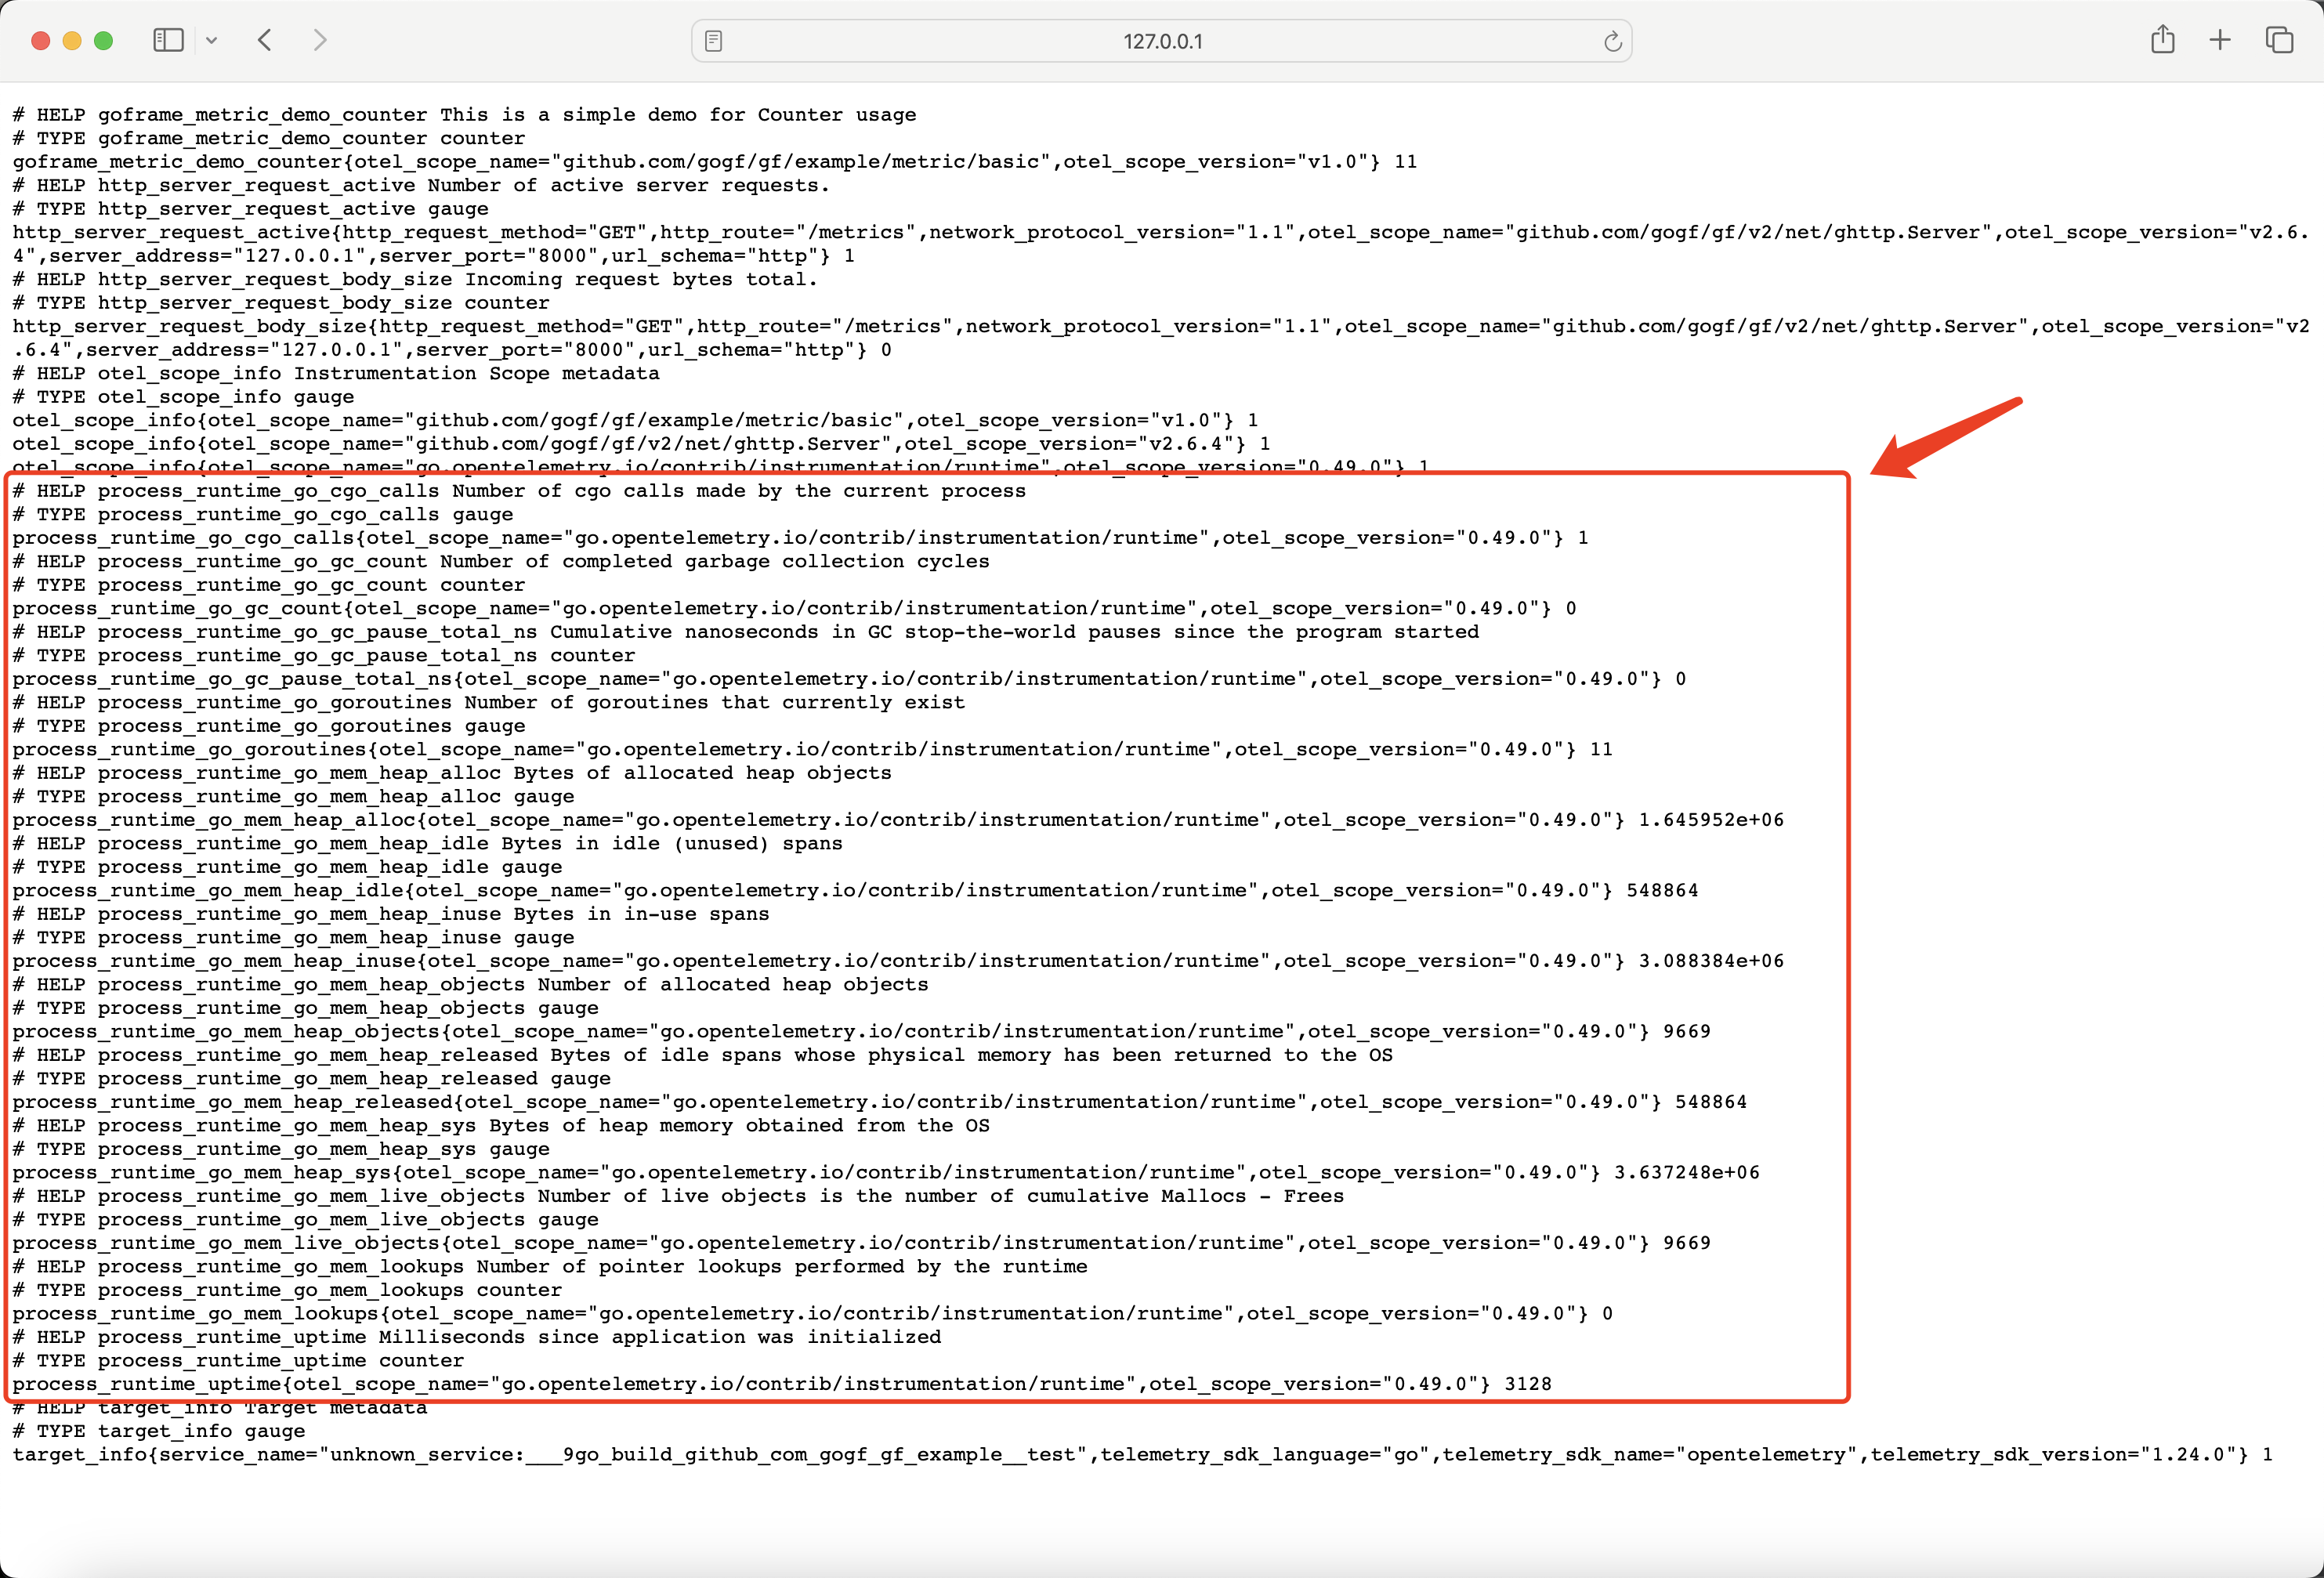 127.0.0.1
# HELP goframe_metric_demo_counter This is a simple demo for Counter usage
# TYPE goframe_metric_demo_counter counter
goframe_metric_demo_counter{otel_scope_name="github.com/gogf/gf/example/metric/basic",otel_scope_version="v1.0"} 11
# HELP http_server_request_active Number of active server requests.
# TYPE http_server_request_active gauge
http_server_request_active{http_request_method="GET",http_route="/metrics",network_protocol_version="1.1",otel_scope_name="github.com/gogf/gf/v2/net/ghttp.Server",otel_scope_version="v2.6.
4",server_address="127.0.0.1",server_port="8000",url_schema="http"} 1
# HELP http_server_request_body_size Incoming request bytes total.
# TYPE http_server_request_body_size counter
http_server_request_body_size{http_request_method="GET",http_route="/metrics",network_protocol_version="1.1",otel_scope_name="github.com/gogf/gf/v2/net/ghttp.Server",otel_scope_version="v2
.6.4",server_address="127.0.0.1",server_port="8000",url_schema="http"} 0
# HELP otel_scope_info Instrumentation Scope metadata
# TYPE otel_scope_info gauge
otel_scope_info{otel_scope_name="github.com/gogf/gf/example/metric/basic",otel_scope_version="v1.0"} 1
otel_scope_info{otel_scope_name="github.com/gogf/gf/v2/net/ghttp.Server",otel_scope_version="v2.6.4"} 1
otel_scope_info{otel_scope_name="go.opentelemetry.io/contrib/instrumentation/runtime",otel_scope_version="0.49.0"} 1
# HELP process_runtime_go_cgo_calls Number of cgo calls made by the current process
# TYPE process_runtime_go_cgo_calls gauge
process_runtime_go_cgo_calls{otel_scope_name="go.opentelemetry.io/contrib/instrumentation/runtime",otel_scope_version="0.49.0"} 1
# HELP process_runtime_go_gc_count Number of completed garbage collection cycles
# TYPE process_runtime_go_gc_count counter
process_runtime_go_gc_count{otel_scope_name="go.opentelemetry.io/contrib/instrumentation/runtime",otel_scope_version="0.49.0"} 0
# HELP process_runtime_go_gc_pause_total_ns Cumulative nanoseconds in GC stop-the-world pauses since the program started
# TYPE process_runtime_go_gc_pause_total_ns counter
process_runtime_go_gc_pause_total_ns{otel_scope_name="go.opentelemetry.io/contrib/instrumentation/runtime",otel_scope_version="0.49.0"} 0
# HELP process_runtime_go_goroutines Number of goroutines that currently exist
# TYPE process_runtime_go_goroutines gauge
process_runtime_go_goroutines{otel_scope_name="go.opentelemetry.io/contrib/instrumentation/runtime",otel_scope_version="0.49.0"} 11
# HELP process_runtime_go_mem_heap_alloc Bytes of allocated heap objects
# TYPE process_runtime_go_mem_heap_alloc gauge
process_runtime_go_mem_heap_alloc{otel_scope_name="go.opentelemetry.io/contrib/instrumentation/runtime",otel_scope_version="0.49.0"} 1.645952e+06
# HELP process_runtime_go_mem_heap_idle Bytes in idle (unused) spans
# TYPE process_runtime_go_mem_heap_idle gauge
process_runtime_go_mem_heap_idle{otel_scope_name="go.opentelemetry.io/contrib/instrumentation/runtime",otel_scope_version="0.49.0"} 548864
# HELP process_runtime_go_mem_heap_inuse Bytes in in-use spans
# TYPE process_runtime_go_mem_heap_inuse gauge
process_runtime_go_mem_heap_inuse{otel_scope_name="go.opentelemetry.io/contrib/instrumentation/runtime",otel_scope_version="0.49.0"} 3.088384e+06
# HELP process_runtime_go_mem_heap_objects Number of allocated heap objects
# TYPE process_runtime_go_mem_heap_objects gauge
process_runtime_go_mem_heap_objects{otel_scope_name="go.opentelemetry.io/contrib/instrumentation/runtime",otel_scope_version="0.49.0"} 9669
# HELP process_runtime_go_mem_heap_released Bytes of idle spans whose physical memory has been returned to the OS
# TYPE process_runtime_go_mem_heap_released gauge
process_runtime_go_mem_heap_released{otel_scope_name="go.opentelemetry.io/contrib/instrumentation/runtime",otel_scope_version="0.49.0"} 548864
# HELP process_runtime_go_mem_heap_sys Bytes of heap memory obtained from the OS
# TYPE process_runtime_go_mem_heap_sys gauge
process_runtime_go_mem_heap_sys{otel_scope_name="go.opentelemetry.io/contrib/instrumentation/runtime",otel_scope_version="0.49.0"} 3.637248e+06
# HELP process_runtime_go_mem_live_objects Number of live objects is the number of cumulative Mallocs - Frees
# TYPE process_runtime_go_mem_live_objects gauge
process_runtime_go_mem_live_objects{otel_scope_name="go.opentelemetry.io/contrib/instrumentation/runtime",otel_scope_version="0.49.0"} 9669
# HELP process_runtime_go_mem_lookups Number of pointer lookups performed by the runtime
# TYPE process_runtime_go_mem_lookups counter
process_runtime_go_mem_lookups{otel_scope_name="go.opentelemetry.io/contrib/instrumentation/runtime",otel_scope_version="0.49.0"} 0
# HELP process_runtime_uptime Milliseconds since application was initialized
# TYPE process_runtime_uptime counter
process_runtime_uptime{otel_scope_name="go.opentelemetry.io/contrib/instrumentation/runtime",otel_scope_version="0.49.0"} 3128
# HELP target_info Target metadata
# TYPE target_info gauge
target_info{service_name="unknown_service:___9go_build_github_com_gogf_gf_example__test",telemetry_sdk_language="go",telemetry_sdk_name="opentelemetry",telemetry_sdk_version="1.24.0"} 1